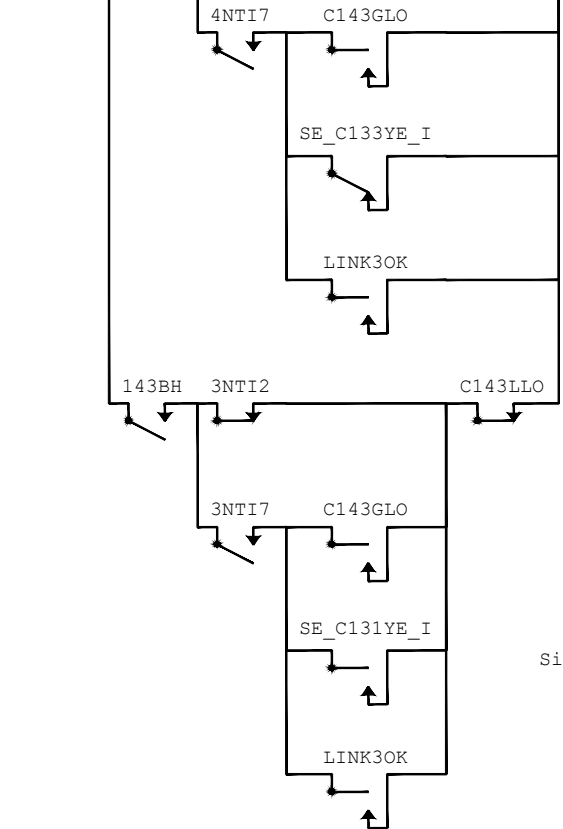 4NTI7 C143GLO
SE_C133YE_I
LINK3OK
143BH 3NTI2 C143LLO
3NTI7 C143GLO
SE_C131YE_I
Si
LINK3OK